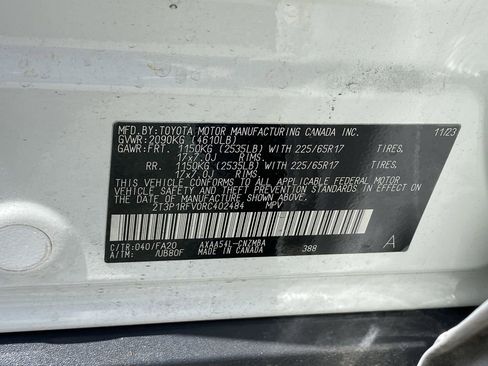 MFD.BY:TOYOTA MOTOR MANUFACTURING CANADA INC. 11/23
GVWR:2090KG (4610LB)
GAWR:FRT. 1150KG (2535LB) WITH 225/65R17 TIRES,
17x7.0J RIMS.
RR. 1150KG (2535LB) WITH 225/65R17 TIRES,
17x7.0J RIMS.
THIS VEHICLE CONFORMS TO ALL APPLICABLE FEDERAL MOTOR
VEHICLE SAFETY AND THEFT PREVENTION STANDARDS IN EFFECT
ON THE DATE OF MANUFACTURE SHOWN ABOVE.
2T3P1RFV0RC402484 MPV
C/TR:040/FA20 AXAA54L-CNZMBA 388 A
A/TM: /UB80F MADE IN CANADA